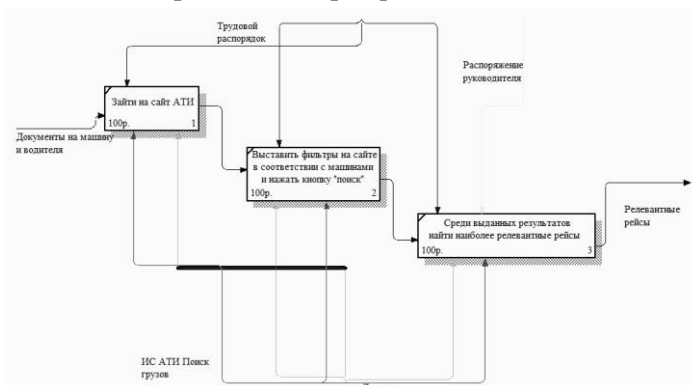 Трудовой
распорядок
Распоряжение
руководителя
Зайти на сайт АТИ
100р. 1
Документы на машину
и водителя
Выставить фильтры на сайте
в соответствии с машинами
и нажать кнопку "поиск"
100р. 2
Среди выданных результатов
найти наиболее релевантные рейсы
100р. 3
Релевантные
рейсы
ИС АТИ Поиск
грузов